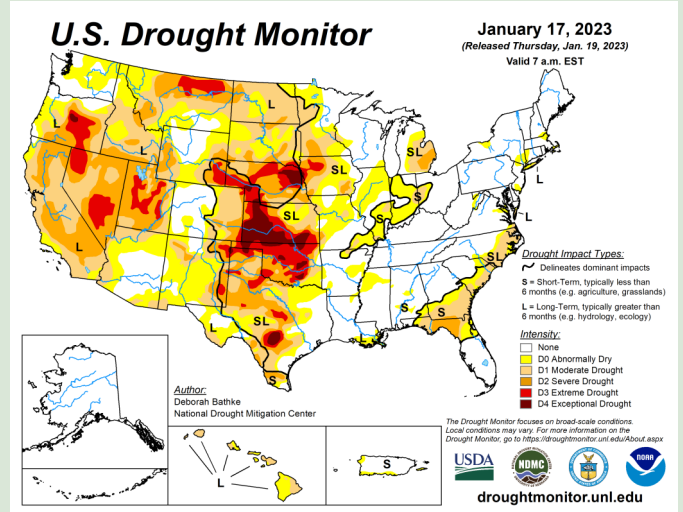 U.S. Drought Monitor
January 17, 2023
(Released Thursday, Jan. 19, 2023)
Valid 7 a.m. EST
L
L
L
L
SL
SL
SL
S
S
L
L
SL
S
S
L
SL
L
S
L
Drought Impact Types:
Delineates dominant impacts
S = Short-Term, typically less than
6 months (e.g. agriculture, grasslands)
L = Long-Term, typically greater than
6 months (e.g. hydrology, ecology)
Intensity:
None
D0 Abnormally Dry
D1 Moderate Drought
D2 Severe Drought
D3 Extreme Drought
D4 Exceptional Drought
Author:
Deborah Bathke
National Drought Mitigation Center
L
S
The Drought Monitor focuses on broad-scale conditions.
Local conditions may vary. For more information on the
Drought Monitor, go to https://droughtmonitor.unl.edu/About.aspx
USDA
NDMC
NOAA
droughtmonitor.unl.edu